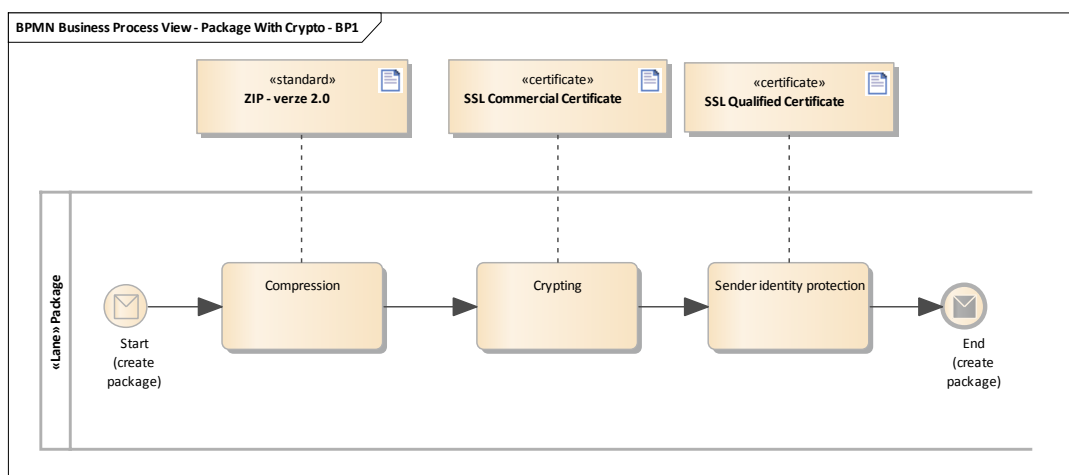 BPMN Business Process View - Package With Crypto - BP1
«standard»
ZIP - verze 2.0
«certificate»
SSL Commercial Certificate
«certificate»
SSL Qualified Certificate
«Lane» Package
Start
(create
package)
Compression
Crypting
Sender identity protection
End
(create
package)